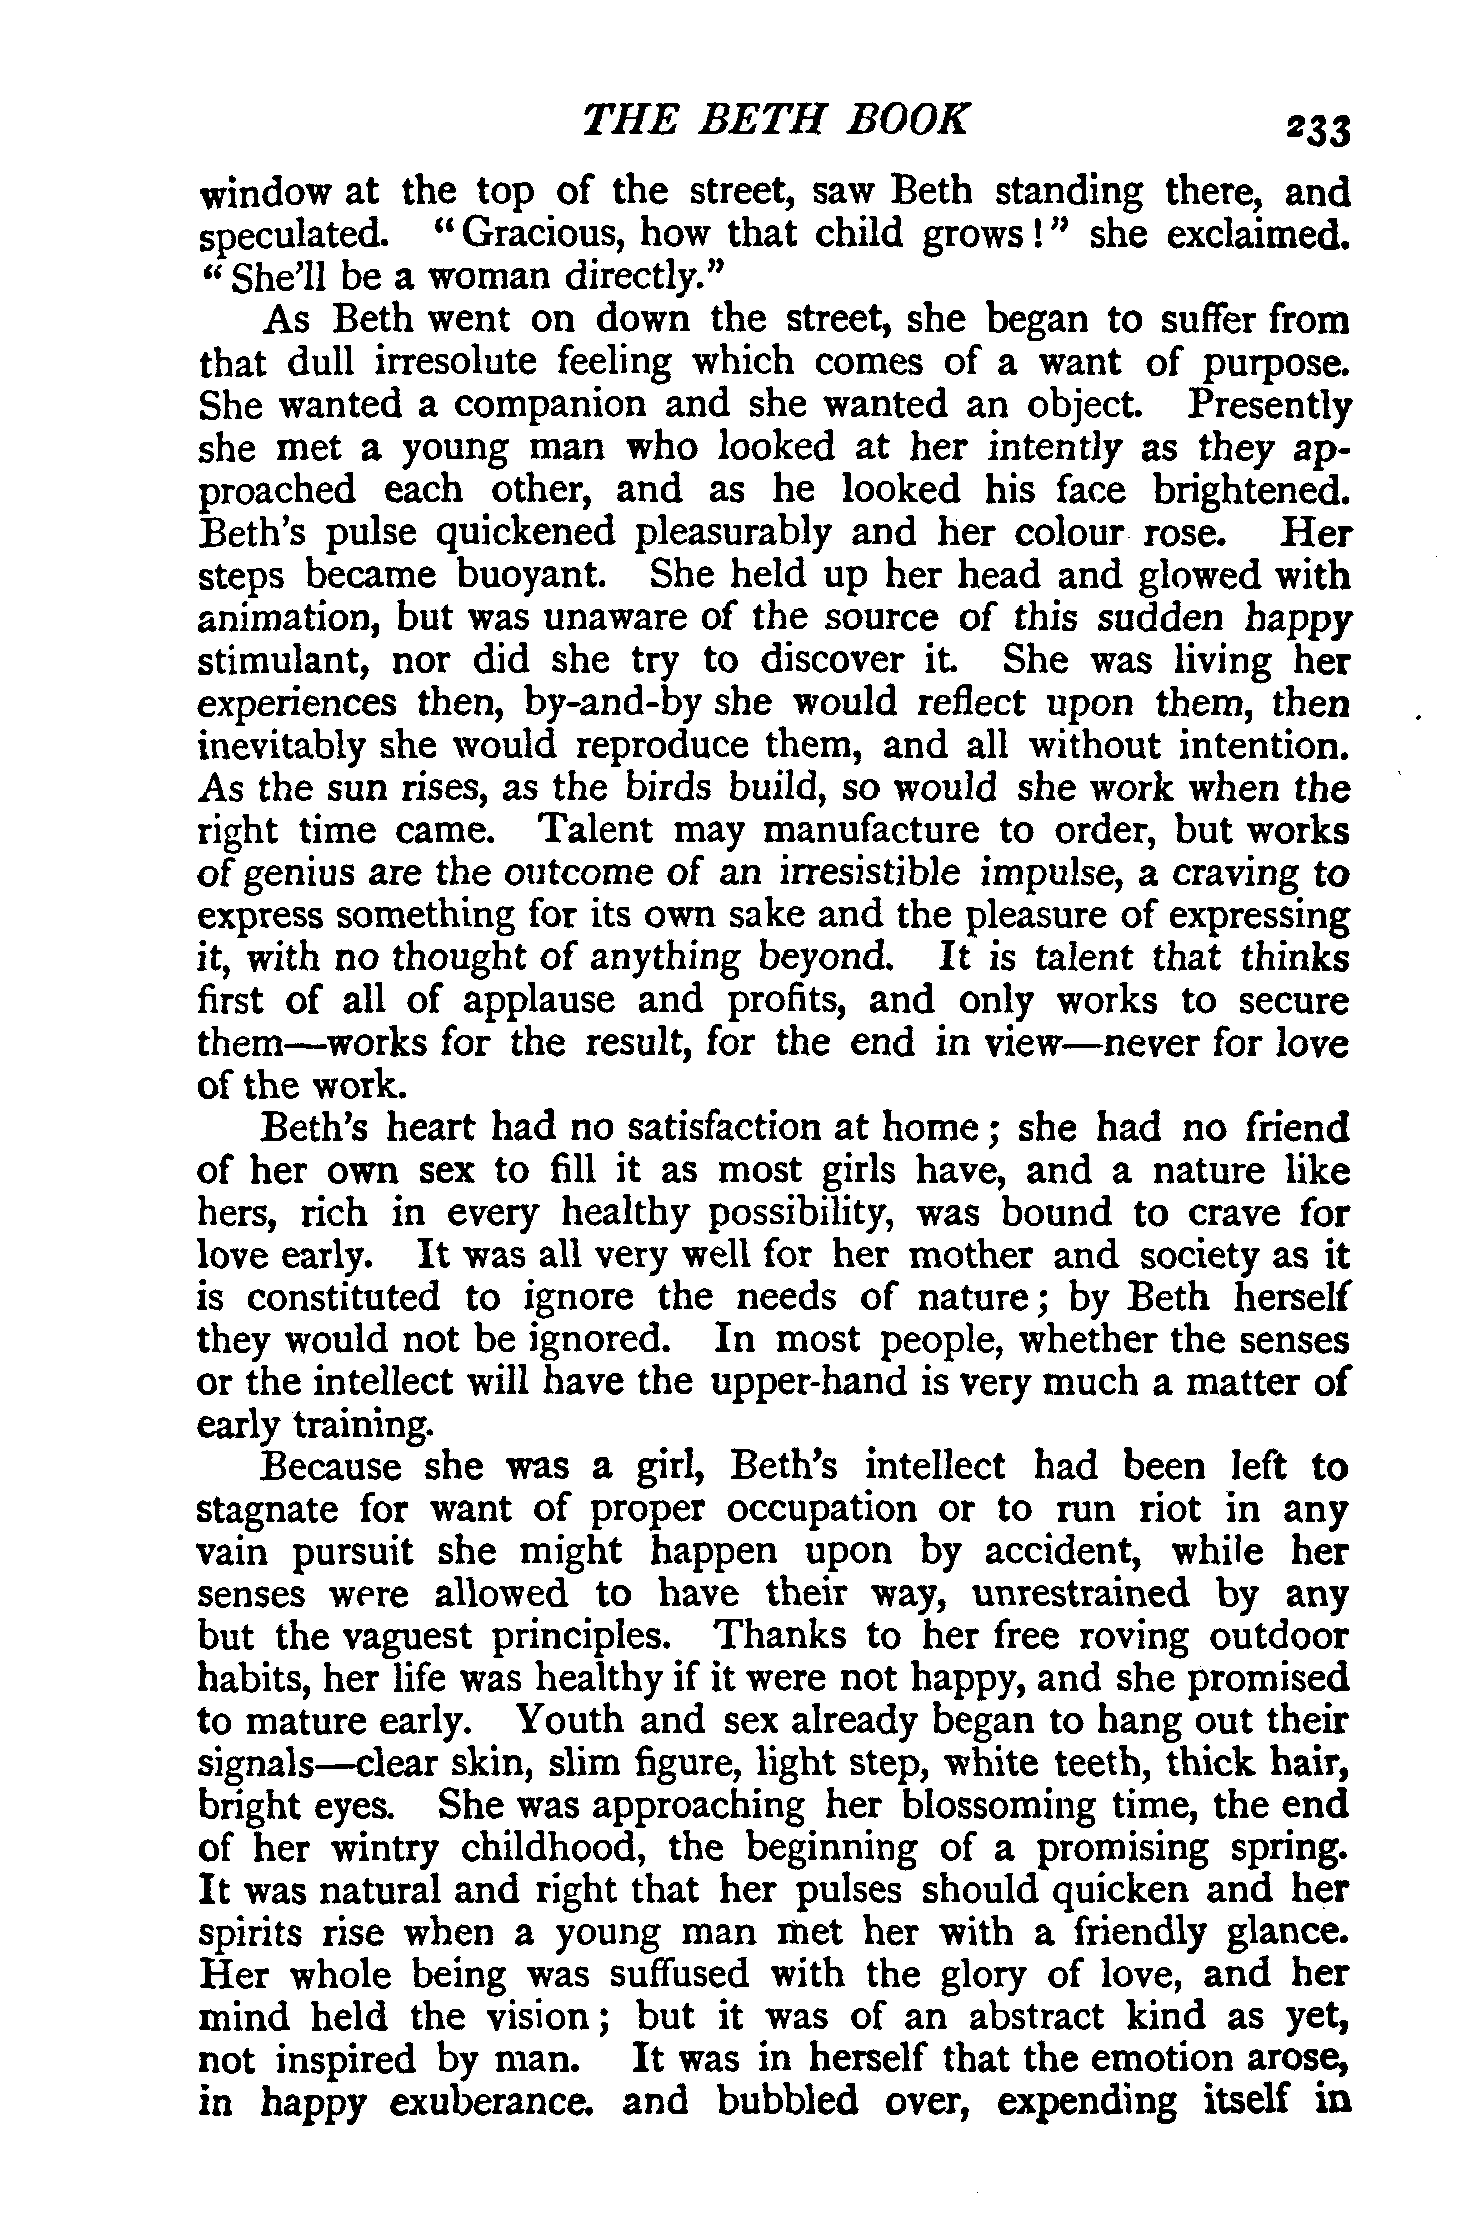 THE BETH BOOK 233
window at the top of the street, saw Beth standing there, and
speculated. “Gracious, how that child grows!” she exclaimed.
“She’ll be a woman directly.”
As Beth went on down the street, she began to suffer from
that dull irresolute feeling which comes of a want of purpose.
She wanted a companion and she wanted an object. Presently
she met a young man who looked at her intently as they ap-
proached each other, and as he looked his face brightened.
Beth’s pulse quickened pleasurably and her colour rose. Her
steps became buoyant. She held up her head and glowed with
animation, but was unaware of the source of this sudden happy
stimulant, nor did she try to discover it. She was living her
experiences then, by-and-by she would reflect upon them, then
inevitably she would reproduce them, and all without intention.
As the sun rises, as the birds build, so would she work when the
right time came. Talent may manufacture to order, but works
of genius are the outcome of an irresistible impulse, a craving to
express something for its own sake and the pleasure of expressing
it, with no thought of anything beyond. It is talent that thinks
first of all of applause and profits, and only works to secure
them—works for the result, for the end in view—never for love
of the work.
Beth’s heart had no satisfaction at home; she had no friend
of her own sex to fill it as most girls have, and a nature like
hers, rich in every healthy possibility, was bound to crave for
love early. It was all very well for her mother and society as it
is constituted to ignore the needs of nature; by Beth herself
they would not be ignored. In most people, whether the senses
or the intellect will have the upper-hand is very much a matter of
early training.
Because she was a girl, Beth’s intellect had been left to
stagnate for want of proper occupation or to run riot in any
vain pursuit she might happen upon by accident, while her
senses were allowed to have their way, unrestrained by any
but the vaguest principles. Thanks to her free roving outdoor
habits, her life was healthy if it were not happy, and she promised
to mature early. Youth and sex already began to hang out their
signals—clear skin, slim figure, light step, white teeth, thick hair,
bright eyes. She was approaching her blossoming time, the end
of her wintry childhood, the beginning of a promising spring.
It was natural and right that her pulses should quicken and her
spirits rise when a young man met her with a friendly glance.
Her whole being was suffused with the glory of love, and her
mind held the vision; but it was of an abstract kind as yet,
not inspired by man. It was in herself that the emotion arose,
in happy exuberance. and bubbled over, expending itself in